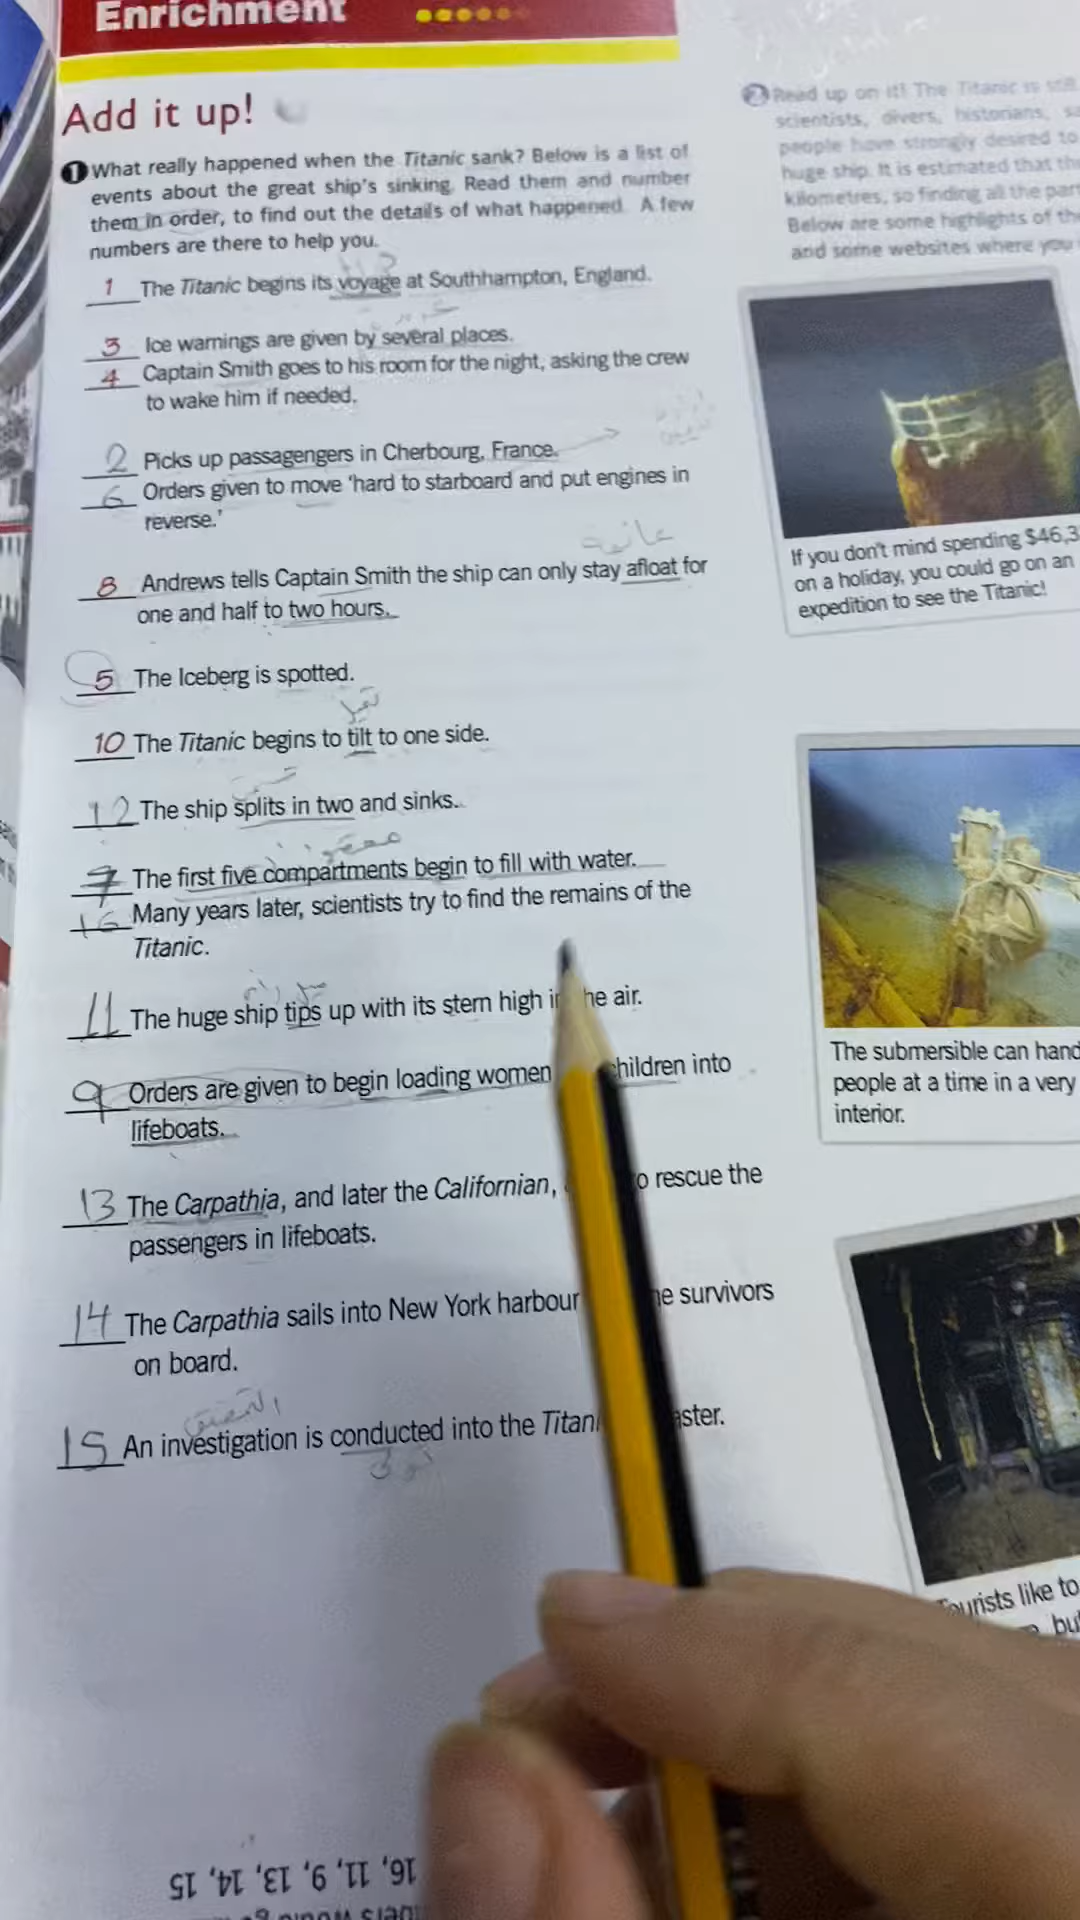 Enrichment
Add it up!
1 What really happened when the Titanic sank? Below is a list of
events about the great ship's sinking. Read them and number
them in order, to find out the details of what happened. A few
numbers are there to help you.
1 The Titanic begins its voyage at Southhampton, England.
3 Ice warnings are given by several places.
4 Captain Smith goes to his room for the night, asking the crew
to wake him if needed.
2 Picks up passagengers in Cherbourg, France.
6 Orders given to move 'hard to starboard and put engines in
reverse.'
8 Andrews tells Captain Smith the ship can only stay afloat for
one and half to two hours.
5 The Iceberg is spotted.
10 The Titanic begins to tilt to one side.
12 The ship splits in two and sinks.
7 The first five compartments begin to fill with water.
16 Many years later, scientists try to find the remains of the
Titanic.
11 The huge ship tips up with its stern high in he air.
9 Orders are given to begin loading women children into
lifeboats.
13 The Carpathia, and later the Californian, o rescue the
passengers in lifeboats.
14 The Carpathia sails into New York harbour he survivors
on board.
15 An investigation is conducted into the Titani aster.
16, 11, 9, 13, 14, 15
2 Read up on it! The Titanic is still
scientists, divers, historians,
people have strongly desired to
huge ship. It is estimated that the
kilometres, so finding all the part
Below are some highlights of the
and some websites where you
If you don't mind spending $46,3
on a holiday, you could go on an
expedition to see the Titanic!
The submersible can hand
people at a time in a very
interior.
Tourists like to
bu